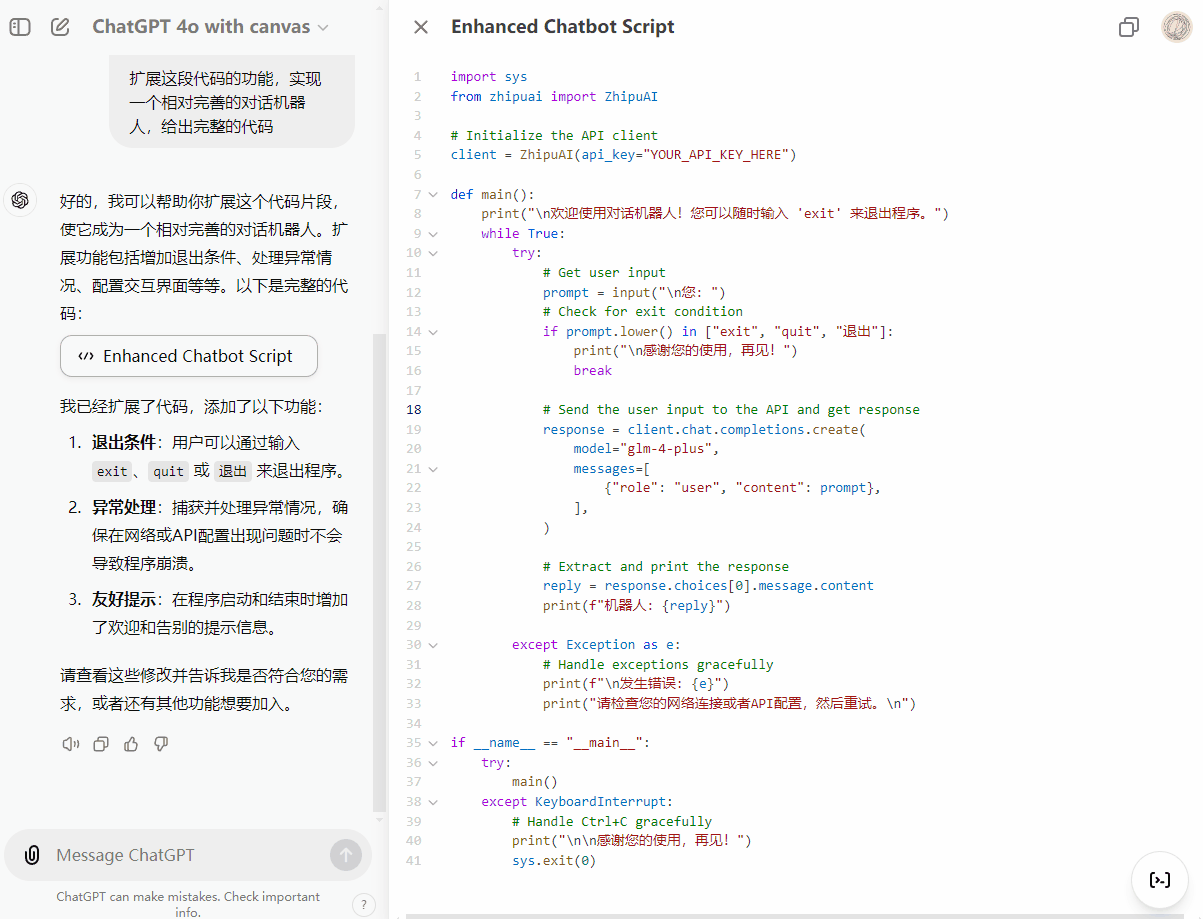 ChatGPT 4o with canvas
扩展这段代码的功能，实现
一个相对完善的对话机器
人，给出完整的代码
好的，我可以帮助你扩展这个代码片段，
使它成为一个相对完善的对话机器人。扩
展功能包括增加退出条件、处理异常情
况、配置交互界面等等。以下是完整的代
码：
Enhanced Chatbot Script
我已经扩展了代码，添加了以下功能：
1. 退出条件：用户可以通过输入
exit、quit 或 退出 来退出程序。
2. 异常处理：捕获并处理异常情况，确
保在网络或API配置出现问题时不会
导致程序崩溃。
3. 友好提示：在程序启动和结束时增加
了欢迎和告别的提示信息。
请查看这些修改并告诉我是否符合您的需
求，或者还有其他功能想要加入。
Message ChatGPT
ChatGPT can make mistakes. Check important
info.
?
Enhanced Chatbot Script
1 import sys
2 from zhipuai import ZhipuAI
3
4 # Initialize the API client
5 client = ZhipuAI(api_key="YOUR_API_KEY_HERE")
6
7 def main():
8     print("\n欢迎使用对话机器人！您可以随时输入 'exit' 来退出程序。")
9     while True:
10         try:
11             # Get user input
12             prompt = input("\n您: ")
13             # Check for exit condition
14             if prompt.lower() in ["exit", "quit", "退出"]:
15                 print("\n感谢您的使用，再见！")
16                 break
17
18             # Send the user input to the API and get response
19             response = client.chat.completions.create(
20                 model="glm-4-plus",
21                 messages=[
22                     {"role": "user", "content": prompt},
23                 ],
24             )
25
26             # Extract and print the response
27             reply = response.choices[0].message.content
28             print(f"机器人: {reply}")
29
30         except Exception as e:
31             # Handle exceptions gracefully
32             print(f"\n发生错误: {e}")
33             print("请检查您的网络连接或者API配置，然后重试。\n")
34
35 if __name__ == "__main__":
36     try:
37         main()
38     except KeyboardInterrupt:
39         # Handle Ctrl+C gracefully
40         print("\n\n感谢您的使用，再见！")
41         sys.exit(0)